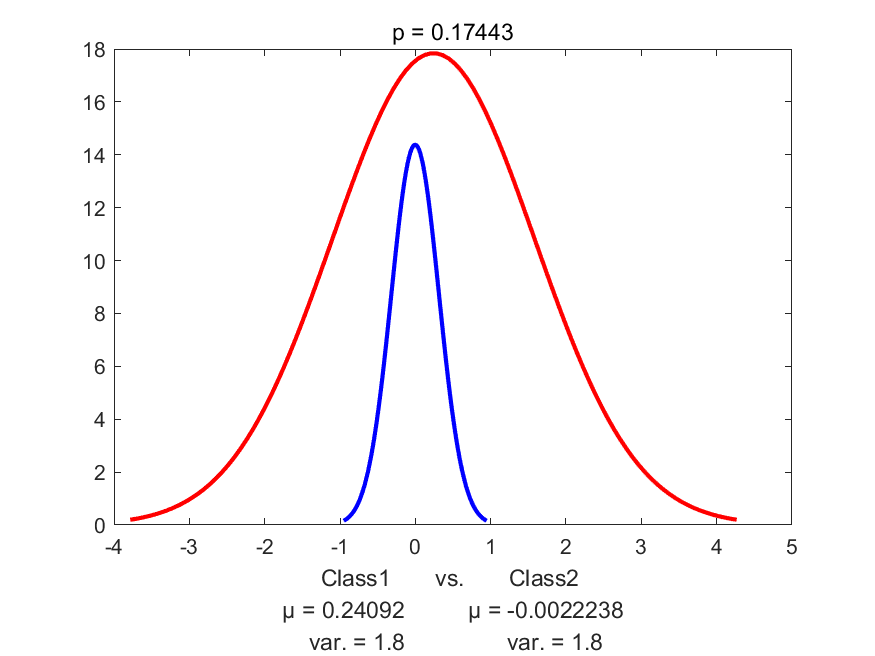 p = 0.17443
18
16
14
12
10
8
6
4
2
0
-4 -3 -2 -1 0 1 2 3 4 5
Class1 vs. Class2
μ = 0.24092 μ = -0.0022238
var. = 1.8 var. = 1.8